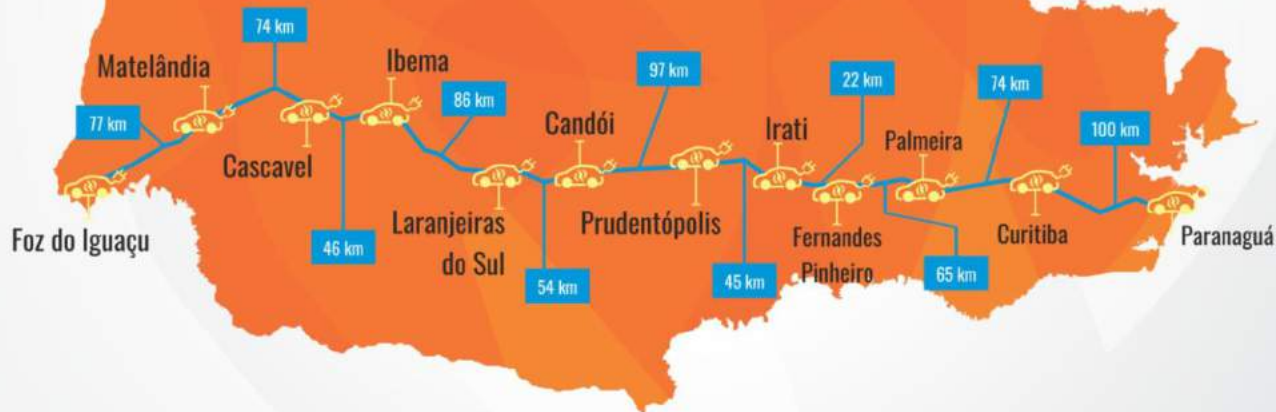 74 km
Matelândia
Ibema
97 km
22 km
74 km
77 km
86 km
Candói
Irati
Palmeira
100 km
Cascavel
Foz do Iguaçu
46 km
Laranjeiras
do Sul
54 km
Prudentópolis
45 km
Fernandes
Pinheiro
65 km
Curitiba
Paranaguá